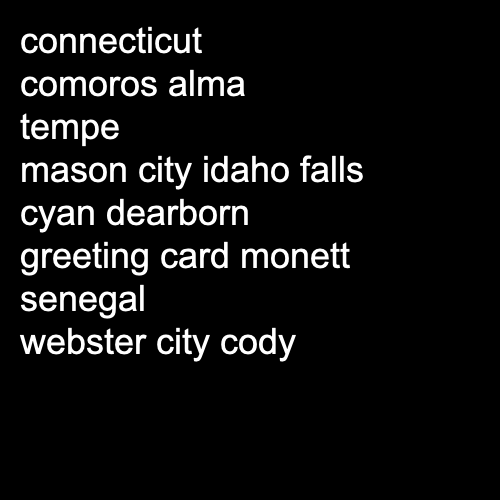 connecticut
comoros alma
tempe
mason city idaho falls
cyan dearborn
greeting card monett
senegal
webster city cody